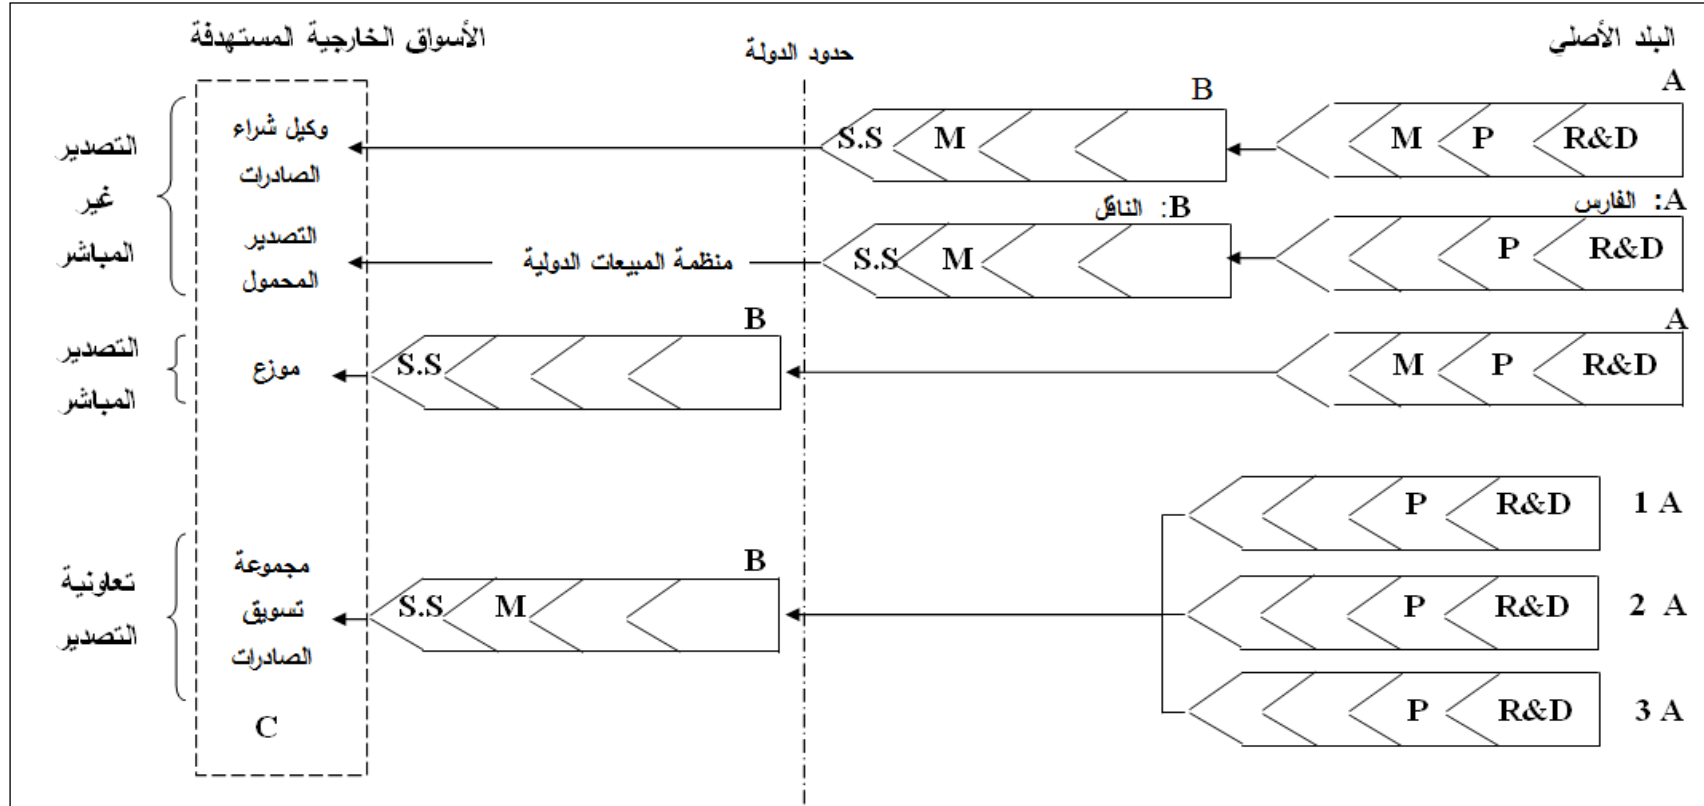 البلد الأصلي
حدود الدولة
الأسواق الخارجية المستهدفة
A
R&D P M
B
M S.S
وكيل شراء
الصادرات
التصدير
غير
المباشر
A: الفارس
R&D P
B: الناقل
M S.S
منظمة المبيعات الدولية
التصدير
المحمول
A
R&D P M
B
S.S
موزع
التصدير
المباشر
1 A
R&D P
2 A
R&D P
3 A
R&D P
B
M S.S
مجموعة
تسويق
الصادرات
تعاونية
التصدير
C